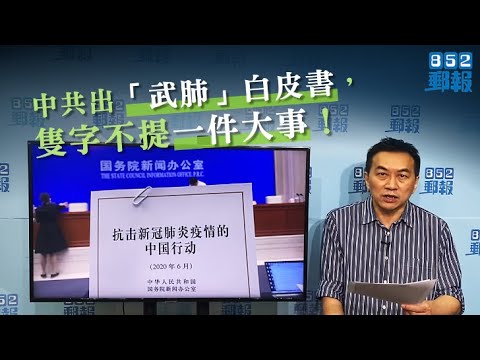 852
郵報
中共出「武肺」白皮書，
隻字不提一件大事！
国务院新闻办公室
THE STATE COUNCIL INFORMATION OFFICE, P.R.C.
抗击新冠肺炎疫情的
中国行动
（2020年6月）
中华人民共和国
国务院新闻办公室
852
郵報
852
郵報